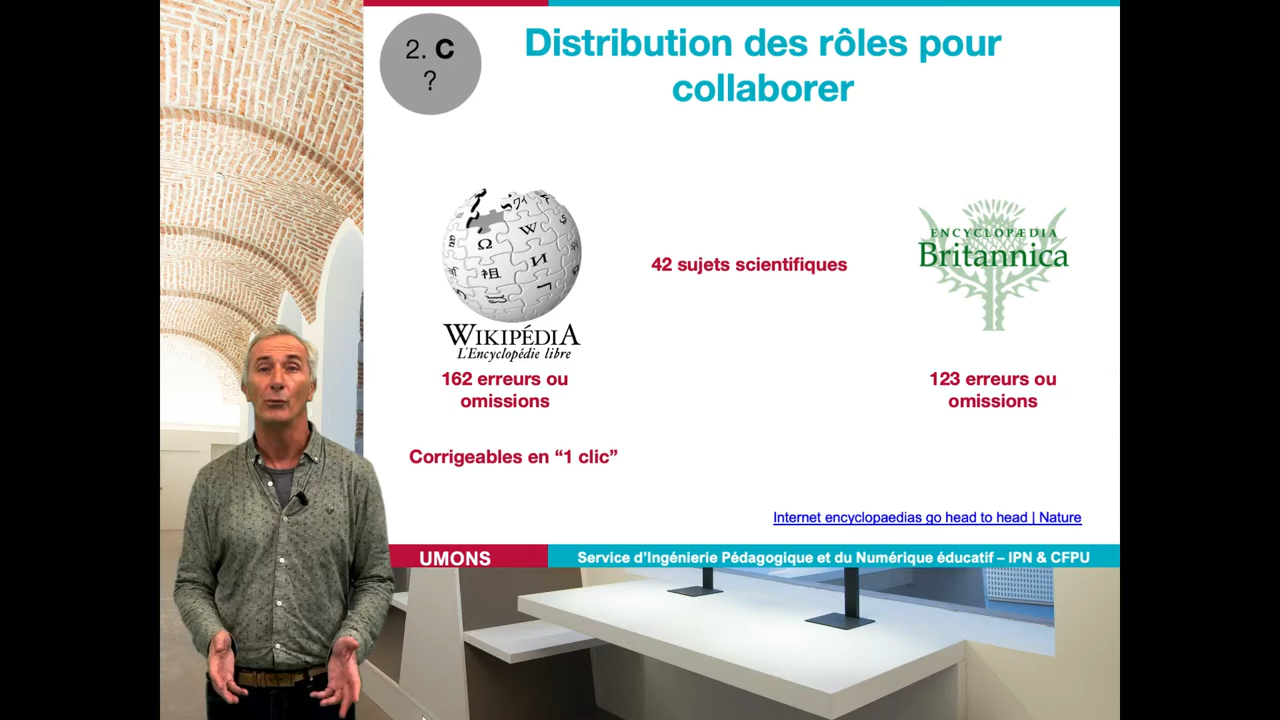 2. C
?
Distribution des rôles pour
collaborer
42 sujets scientifiques
Ω
W
И
祖
WIKIPÉDIA
L'Encyclopédie libre
ENCYCLOPÆDIA
Britannica
162 erreurs ou
omissions
123 erreurs ou
omissions
Corrigeables en “1 clic”
Internet encyclopaedias go head to head | Nature
UMONS
Service d’Ingénierie Pédagogique et du Numérique éducatif – IPN & CFPU